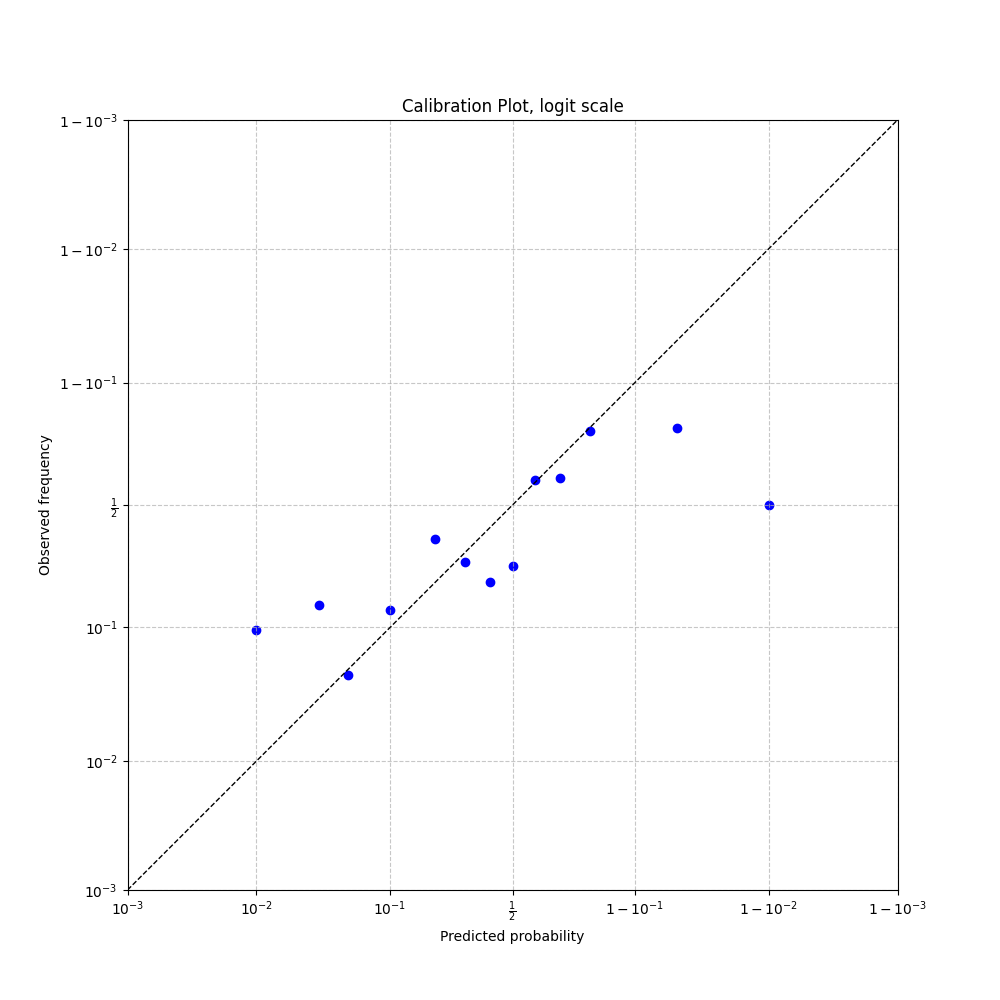 Calibration Plot, logit scale
1 − 10⁻³
1 − 10⁻²
1 − 10⁻¹
1/2
10⁻¹
10⁻²
10⁻³
Observed frequency
10⁻³ 10⁻² 10⁻¹ 1/2 1 − 10⁻¹ 1 − 10⁻² 1 − 10⁻³
Predicted probability